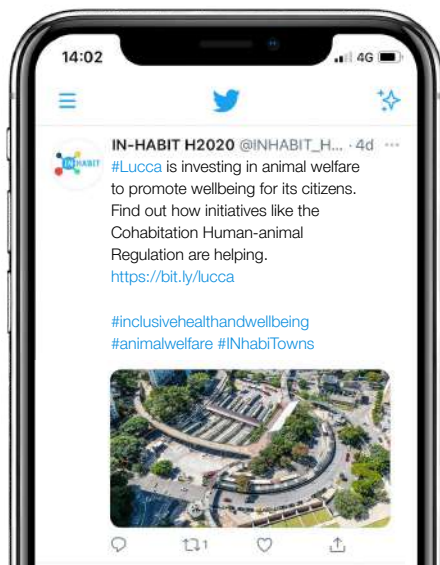 14:02
4G
IN-HABIT H2020 @INHABIT_H... · 4d ···
INHABIT
#Lucca is investing in animal welfare
to promote wellbeing for its citizens.
Find out how initiatives like the
Cohabitation Human-animal
Regulation are helping.
https://bit.ly/lucca
#inclusivehealthandwellbeing
#animalwelfare #INhabiTowns
1